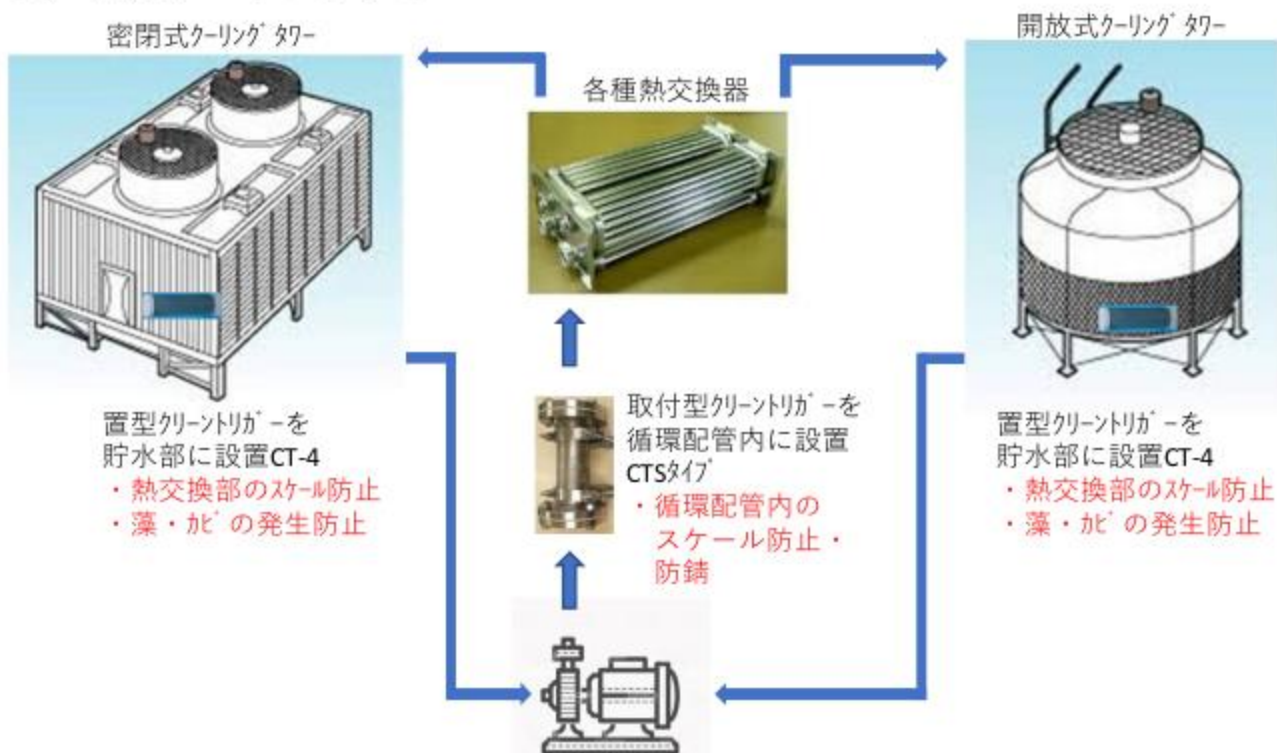 密閉式クーリングタワー
開放式クーリングタワー
各種熱交換器
置型クリーントリガーを
貯水部に設置CT-4
・熱交換部のスケール防止
・藻・カビの発生防止
取付型クリーントリガーを
循環配管内に設置
CTSタイプ
・循環配管内の
スケール防止・
防錆
置型クリーントリガーを
貯水部に設置CT-4
・熱交換部のスケール防止
・藻・カビの発生防止